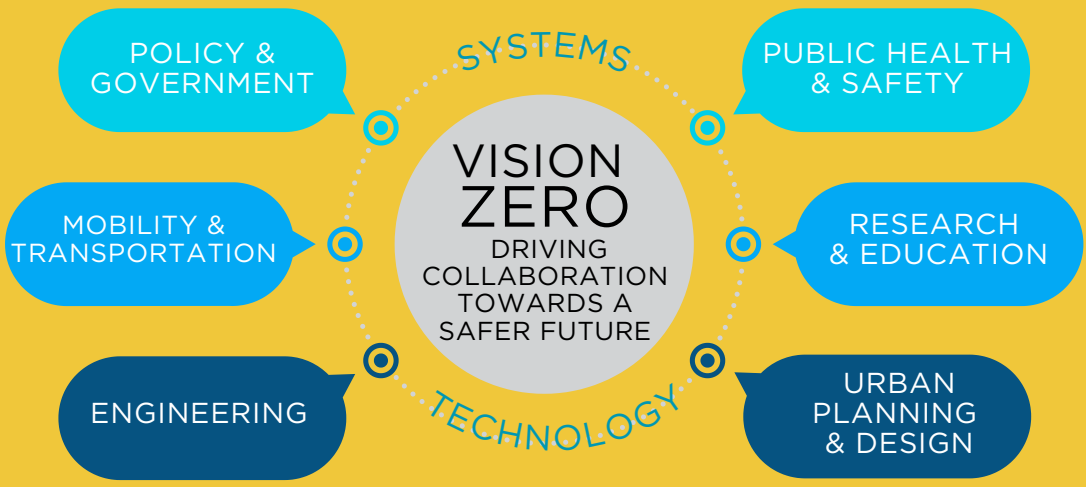 SYSTEMS
POLICY &
GOVERNMENT
PUBLIC HEALTH
& SAFETY
MOBILITY &
TRANSPORTATION
VISION
ZERO
DRIVING
COLLABORATION
TOWARDS A
SAFER FUTURE
RESEARCH
& EDUCATION
ENGINEERING
URBAN
PLANNING
& DESIGN
TECHNOLOGY